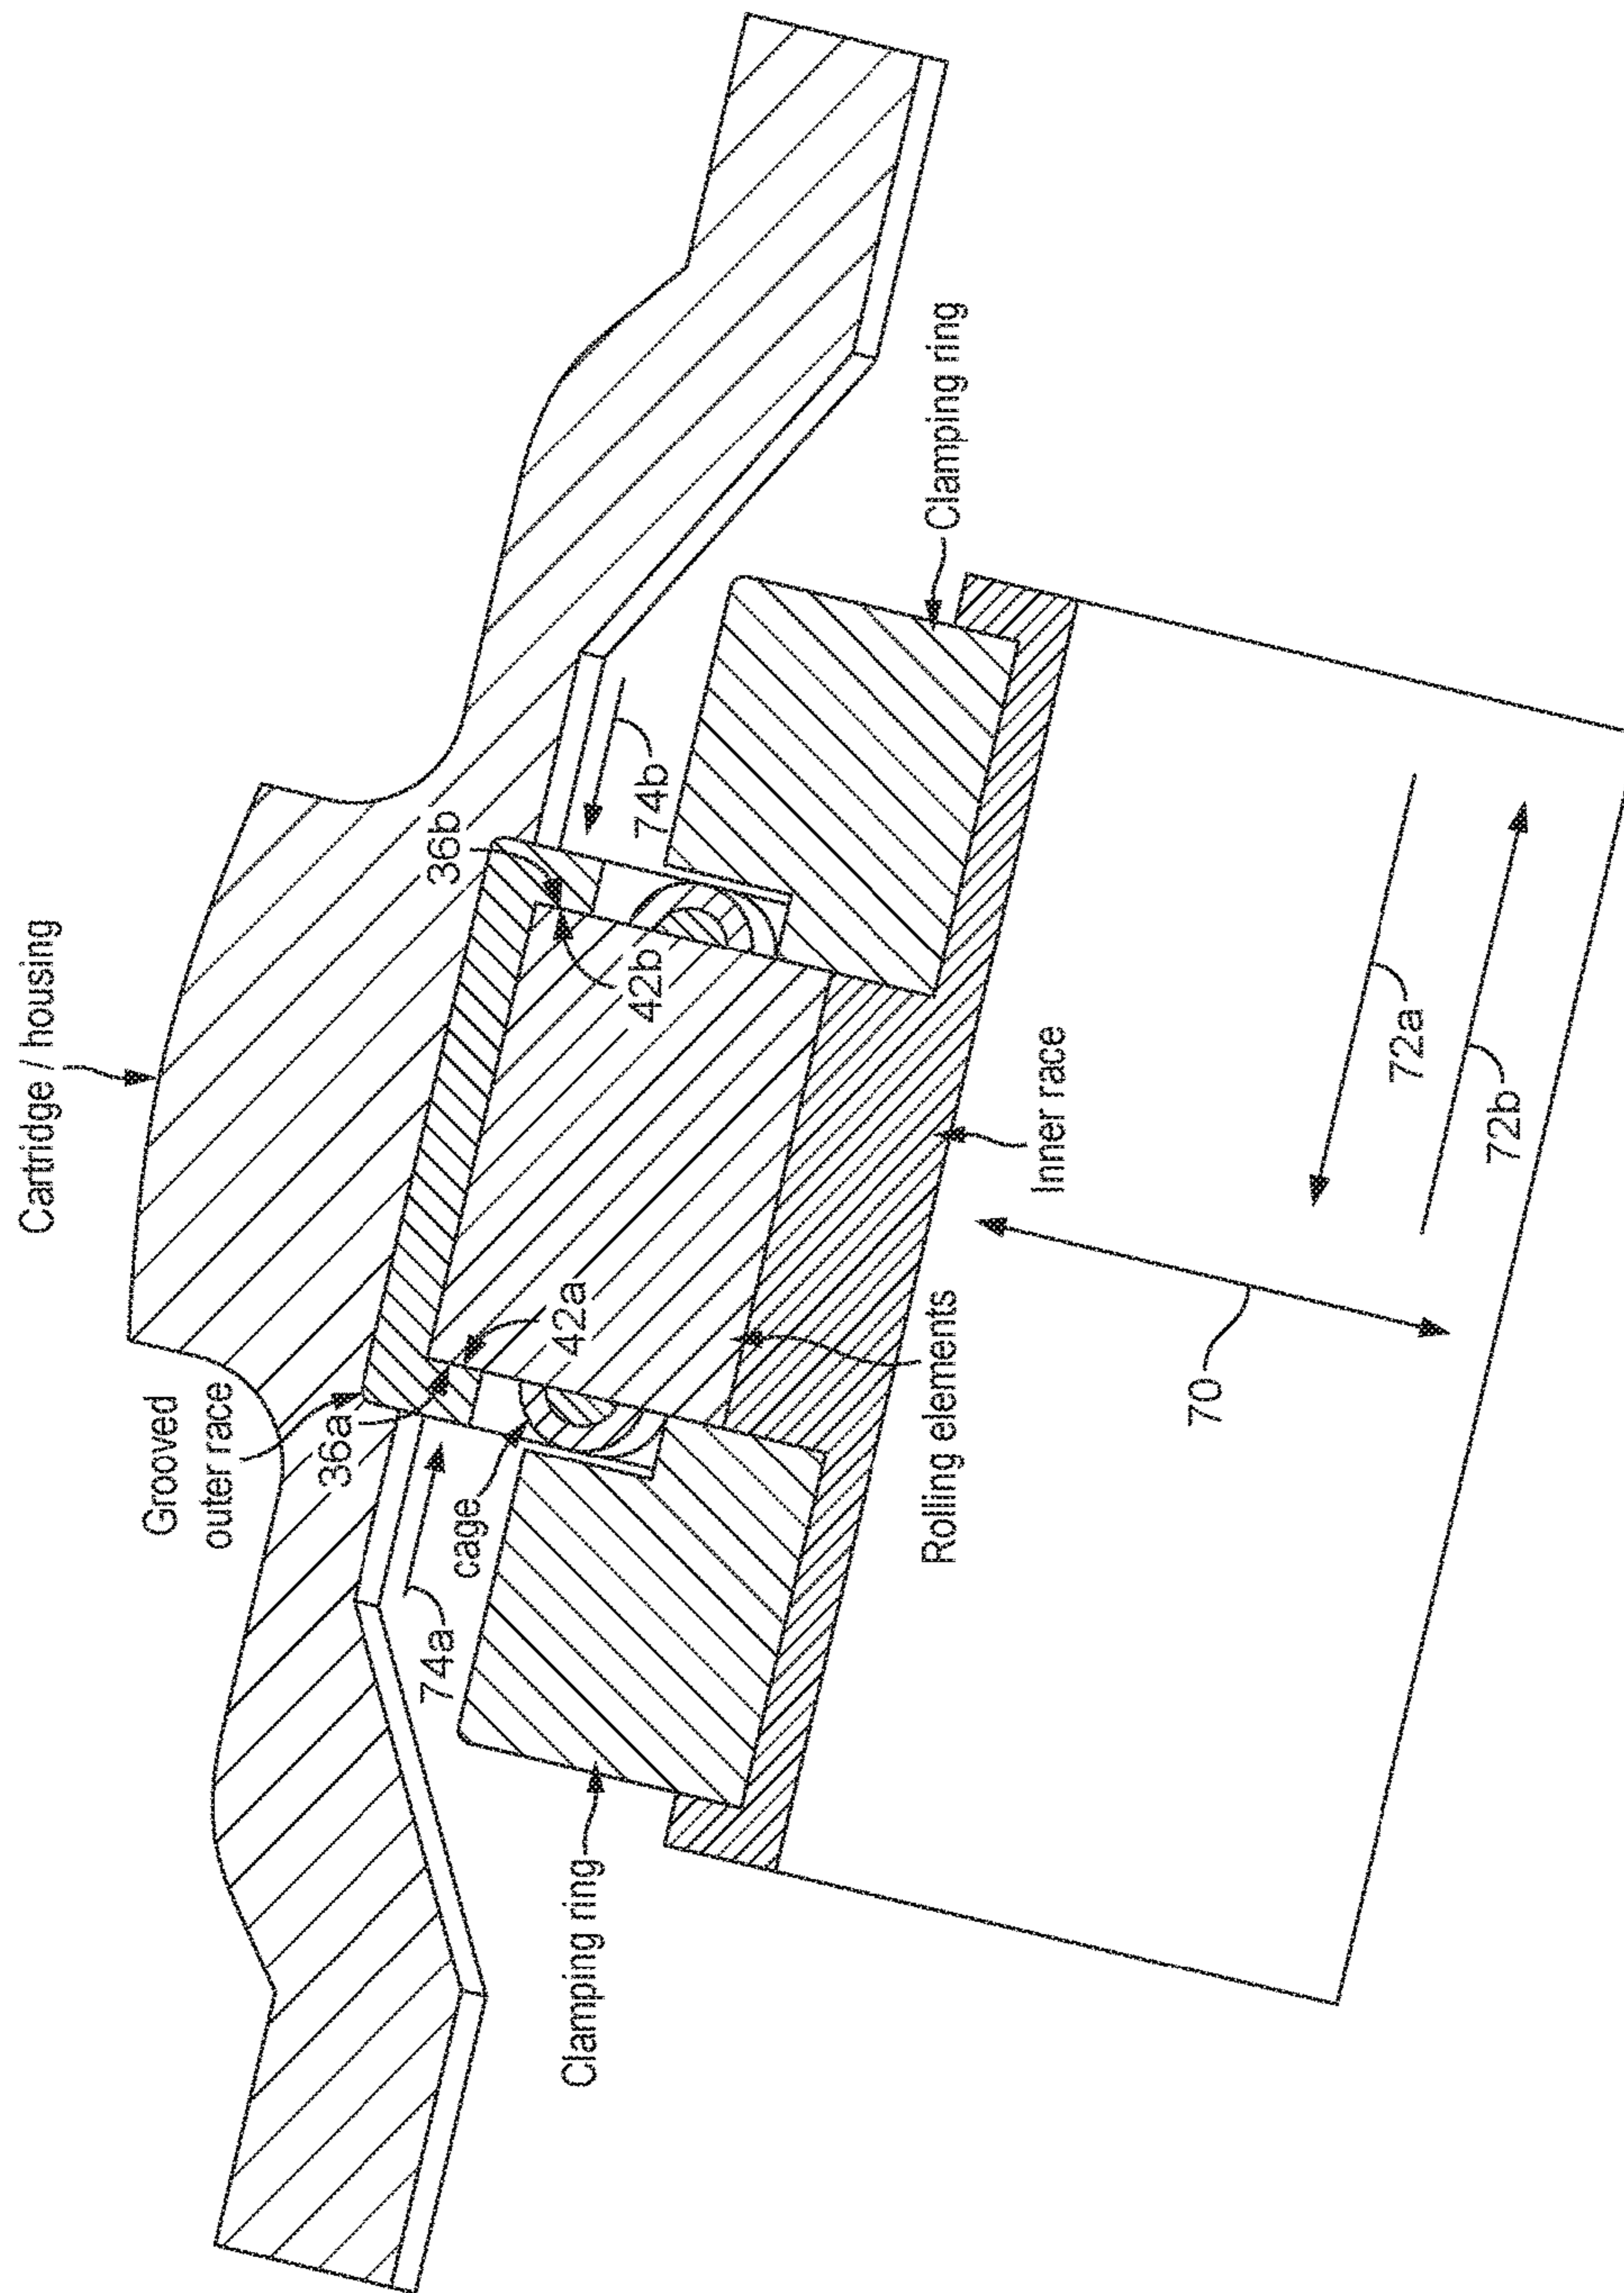 Cartridge / housing
Grooved
outer race
36a
42a
36b
42b
74a
74b
cage
Clamping ring
Clamping ring
Rolling elements
Inner race
70
72a
72b